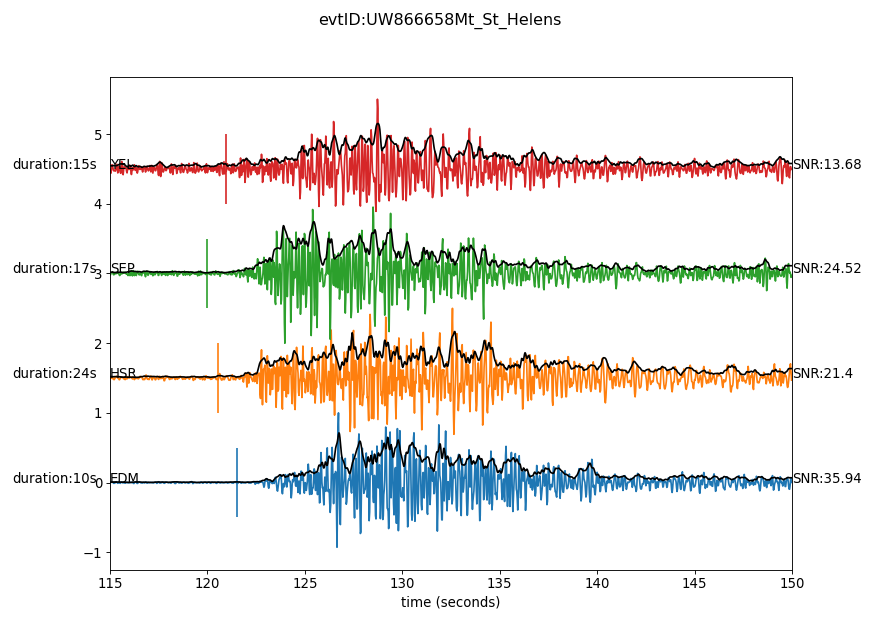 evtID:UW866658Mt_St_Helens
5
duration:15s YEL SNR:13.68
4
duration:17s SEP SNR:24.52
3
2
duration:24s HSR SNR:21.4
1
duration:10s EDM SNR:35.94
0
−1
115 120 125 130 135 140 145 150
time (seconds)